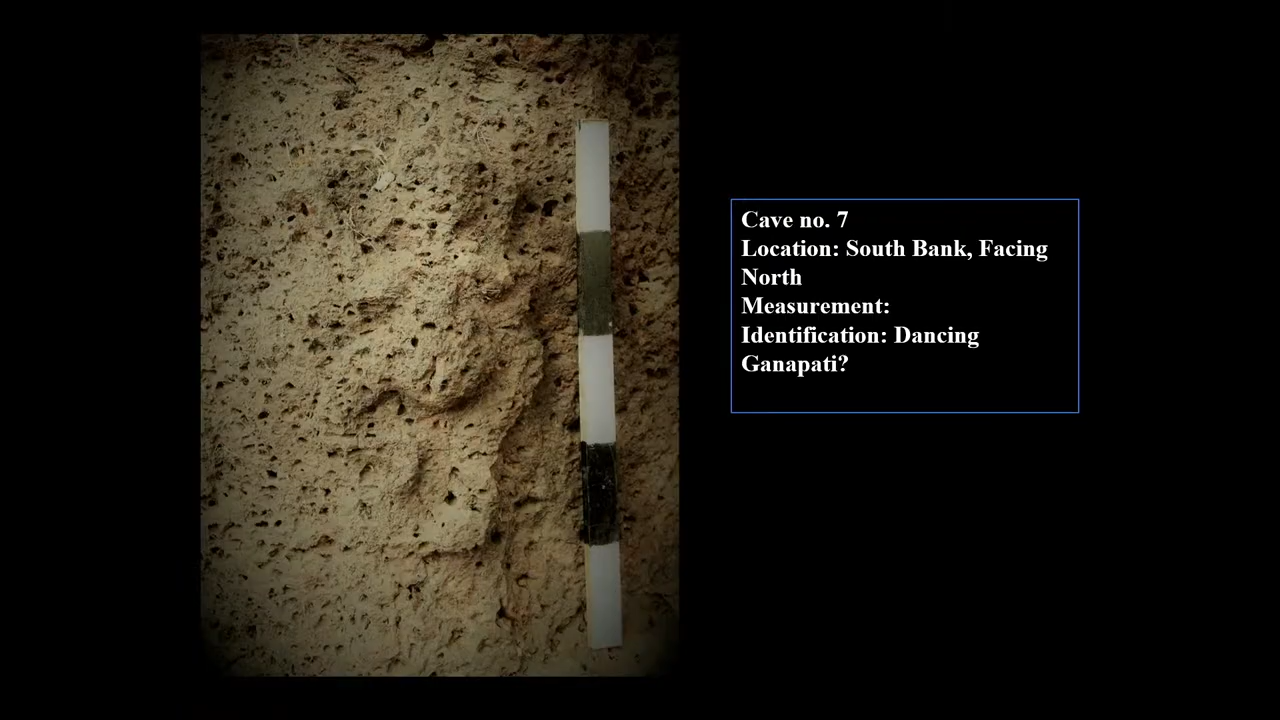 Cave no. 7
Location: South Bank, Facing
North
Measurement:
Identification: Dancing
Ganapati?